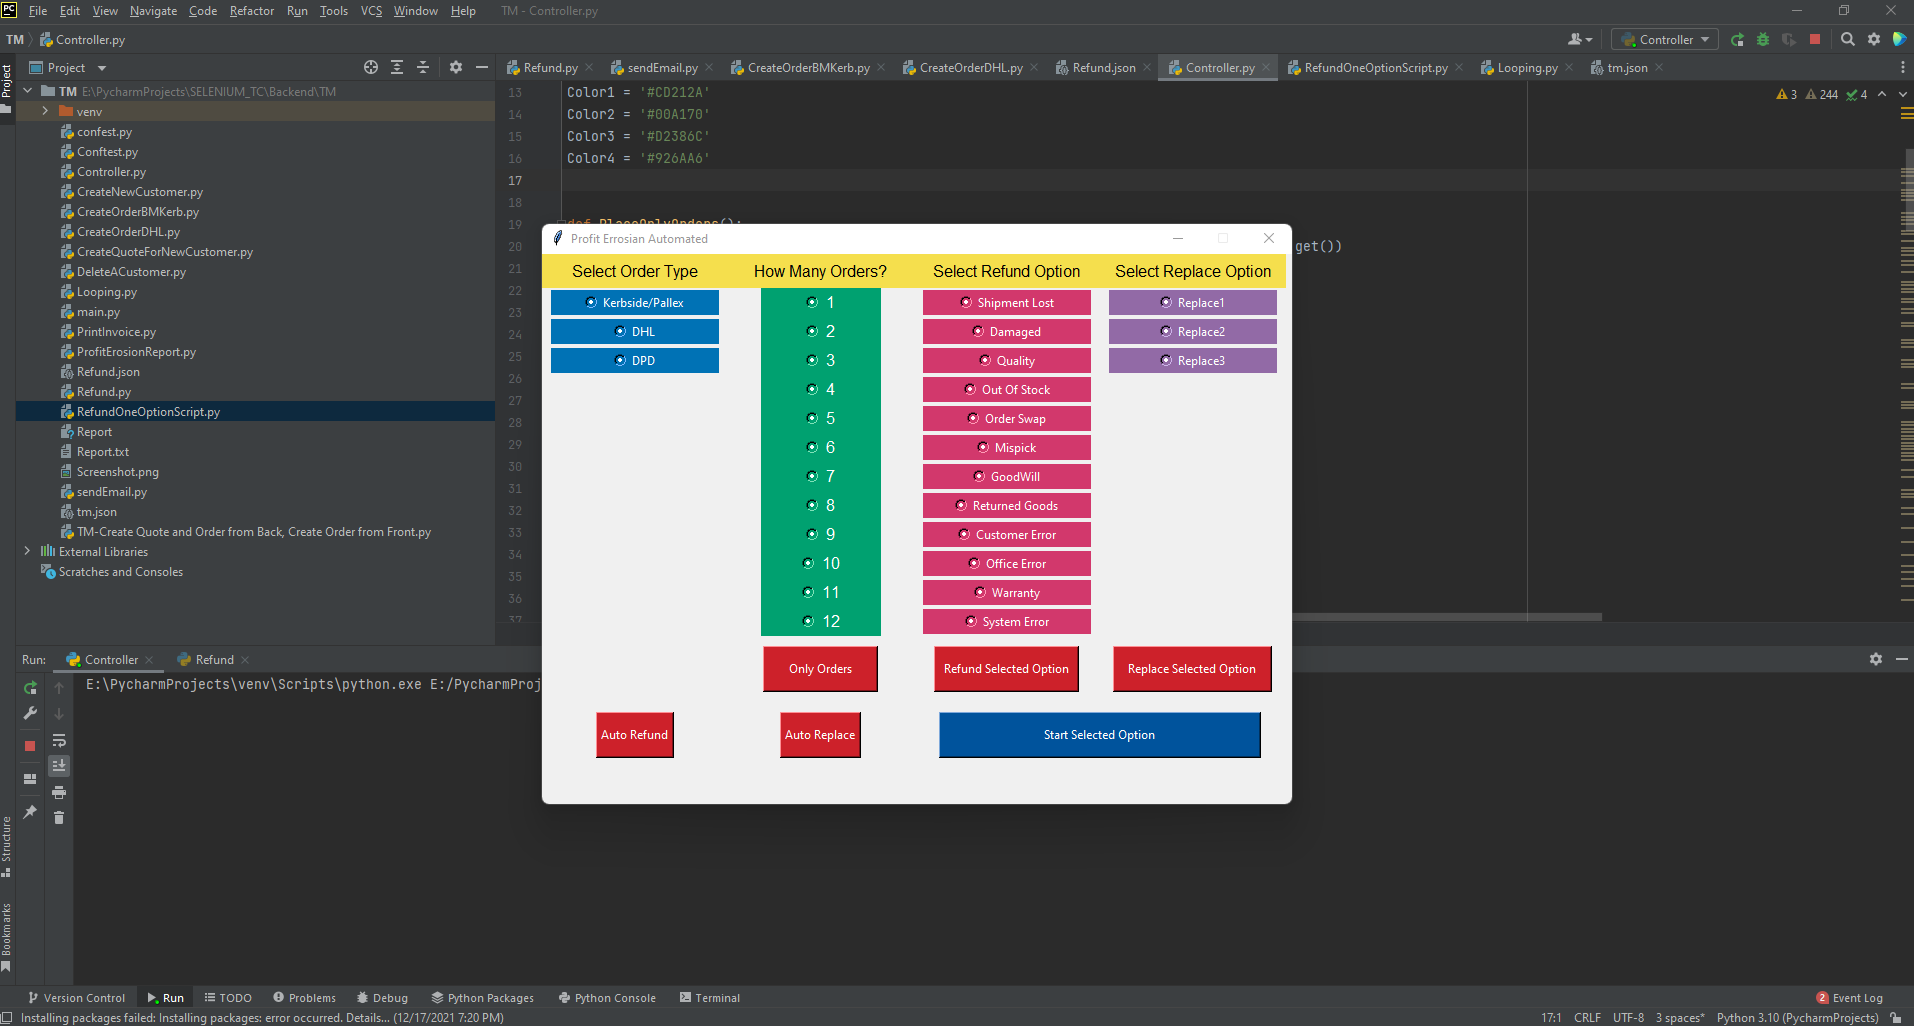 PC File Edit View Navigate Code Refactor Run Tools VCS Window Help TM - Controller.py
TM Controller.py Controller
Project
Project
Refund.py sendEmail.py CreateOrderBMKerb.py CreateOrderDHL.py Refund.json Controller.py RefundOneOptionScript.py Looping.py tm.json
TM E:\PycharmProjects\SELENIUM_TC\Backend\TM
venv
confest.py
Conftest.py
Controller.py
CreateNewCustomer.py
CreateOrderBMKerb.py
CreateOrderDHL.py
CreateQuoteForNewCustomer.py
DeleteACustomer.py
Looping.py
main.py
PrintInvoice.py
ProfitErosionReport.py
Refund.json
Refund.py
RefundOneOptionScript.py
Report
Report.txt
Screenshot.png
sendEmail.py
tm.json
TM-Create Quote and Order from Back, Create Order from Front.py
External Libraries
Scratches and Consoles
3 244 4
13 Color1 = '#CD212A'
14 Color2 = '#00A170'
15 Color3 = '#D2386C'
16 Color4 = '#926AA6'
17
18
19 def PlaceOnlyOrders():
20 get())
21
22
23
24
25
26
27
28
29
30
31
32
33
34
35
36
37
Profit Errosian Automated
Select Order Type How Many Orders? Select Refund Option Select Replace Option
Kerbside/Pallex 1 Shipment Lost Replace1
DHL 2 Damaged Replace2
DPD 3 Quality Replace3
4 Out Of Stock
5 Order Swap
6 Mispick
7 GoodWill
8 Returned Goods
9 Customer Error
10 Office Error
11 Warranty
12 System Error
Only Orders Refund Selected Option Replace Selected Option
Auto Refund Auto Replace Start Selected Option
Run: Controller Refund
E:\PycharmProjects\venv\Scripts\python.exe E:/PycharmProj
Structure
Bookmarks
Version Control Run TODO Problems Debug Python Packages Python Console Terminal 2 Event Log
Installing packages failed: Installing packages: error occurred. Details... (12/17/2021 7:20 PM) 17:1 CRLF UTF-8 3 spaces* Python 3.10 (PycharmProjects)